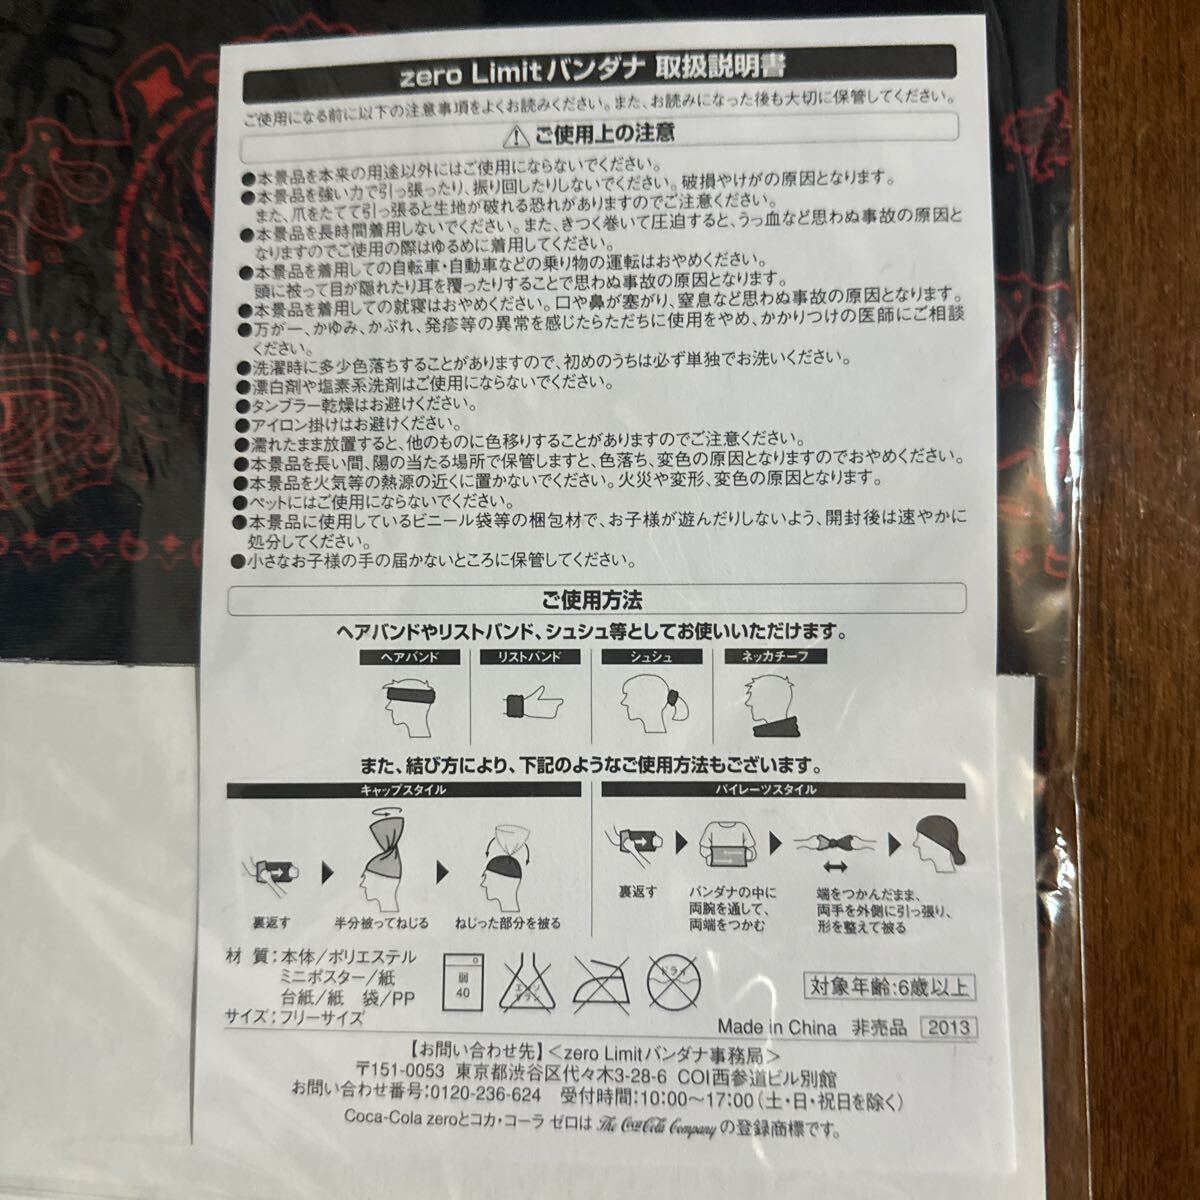 zero Limitバンダナ 取扱説明書
ご使用になる前に以下の注意事項をよくお読みください。また、お読みになった後も大切に保管してください。
ご使用上の注意
●本景品を本来の用途以外にはご使用にならないでください。
●本景品を強い力で引っ張ったり、振り回したりしないでください。破損やけがの原因となります。
また、爪をたてて引っ張ると生地が破れる恐れがありますのでご注意ください。
●本景品を長時間着用しないでください。また、きつく巻いて圧迫すると、うっ血など思わぬ事故の原因と
なりますのでご使用の際はゆるめに着用してください。
●本景品を着用しての自転車・自動車などの乗り物の運転はおやめください。
頭に被って目が隠れたり耳を覆ったりすることで思わぬ事故の原因となります。
●本景品を着用しての就寝はおやめください。口や鼻が塞がり、窒息など思わぬ事故の原因となります。
●万が一、かゆみ、かぶれ、発疹等の異常を感じたらただちに使用をやめ、かかりつけの医師にご相談
ください。
●洗濯時に多少色落ちすることがありますので、初めのうちは必ず単独でお洗いください。
●漂白剤や塩素系洗剤はご使用にならないでください。
●タンブラー乾燥はお避けください。
●アイロン掛けはお避けください。
●濡れたまま放置すると、他のものに色移りすることがありますのでご注意ください。
●本景品を長い間、陽の当たる場所で保管しますと、色落ち、変色の原因となりますのでおやめください。
●本景品を火気等の熱源の近くに置かないでください。火災や変形、変色の原因となります。
●ペットにはご使用にならないでください。
●本景品に使用しているビニール袋等の梱包材で、お子様が遊んだりしないよう、開封後は速やかに
処分してください。
●小さなお子様の手の届かないところに保管してください。
ご使用方法
ヘアバンドやリストバンド、シュシュ等としてお使いいただけます。
ヘアバンド リストバンド シュシュ ネッカチーフ
また、結び方により、下記のようなご使用方法もございます。
キャップスタイル パイレーツスタイル
裏返す 半分被ってねじる ねじった部分を被る
裏返す バンダナの中に両腕を通して、両端をつかむ 端をつかんだまま、両手を外側に引っ張り、形を整えて被る
材 質:本体/ポリエステル
ミニポスター/紙
台紙/紙 袋/PP
サイズ:フリーサイズ
弱 40 エンソサラシ ドライ
対象年齢:6歳以上
Made in China 非売品 2013
【お問い合わせ先】<zero Limitバンダナ事務局>
〒151-0053 東京都渋谷区代々木3-28-6 COI西参道ビル別館
お問い合わせ番号:0120-236-624 受付時間:10:00〜17:00(土・日・祝日を除く)
Coca-Cola zeroとコカ・コーラ ゼロは The Coca-Cola Company の登録商標です。